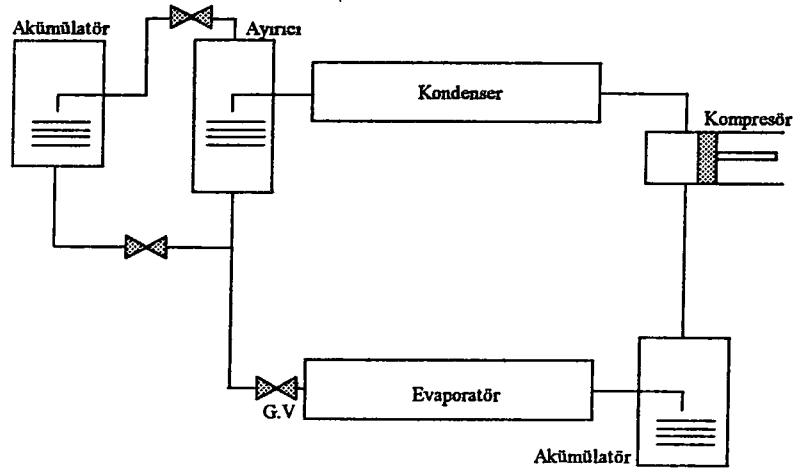 Akümülatör
Ayırıcı
Kondenser
Kompresör
Evaporatör
G.V
Akümülatör